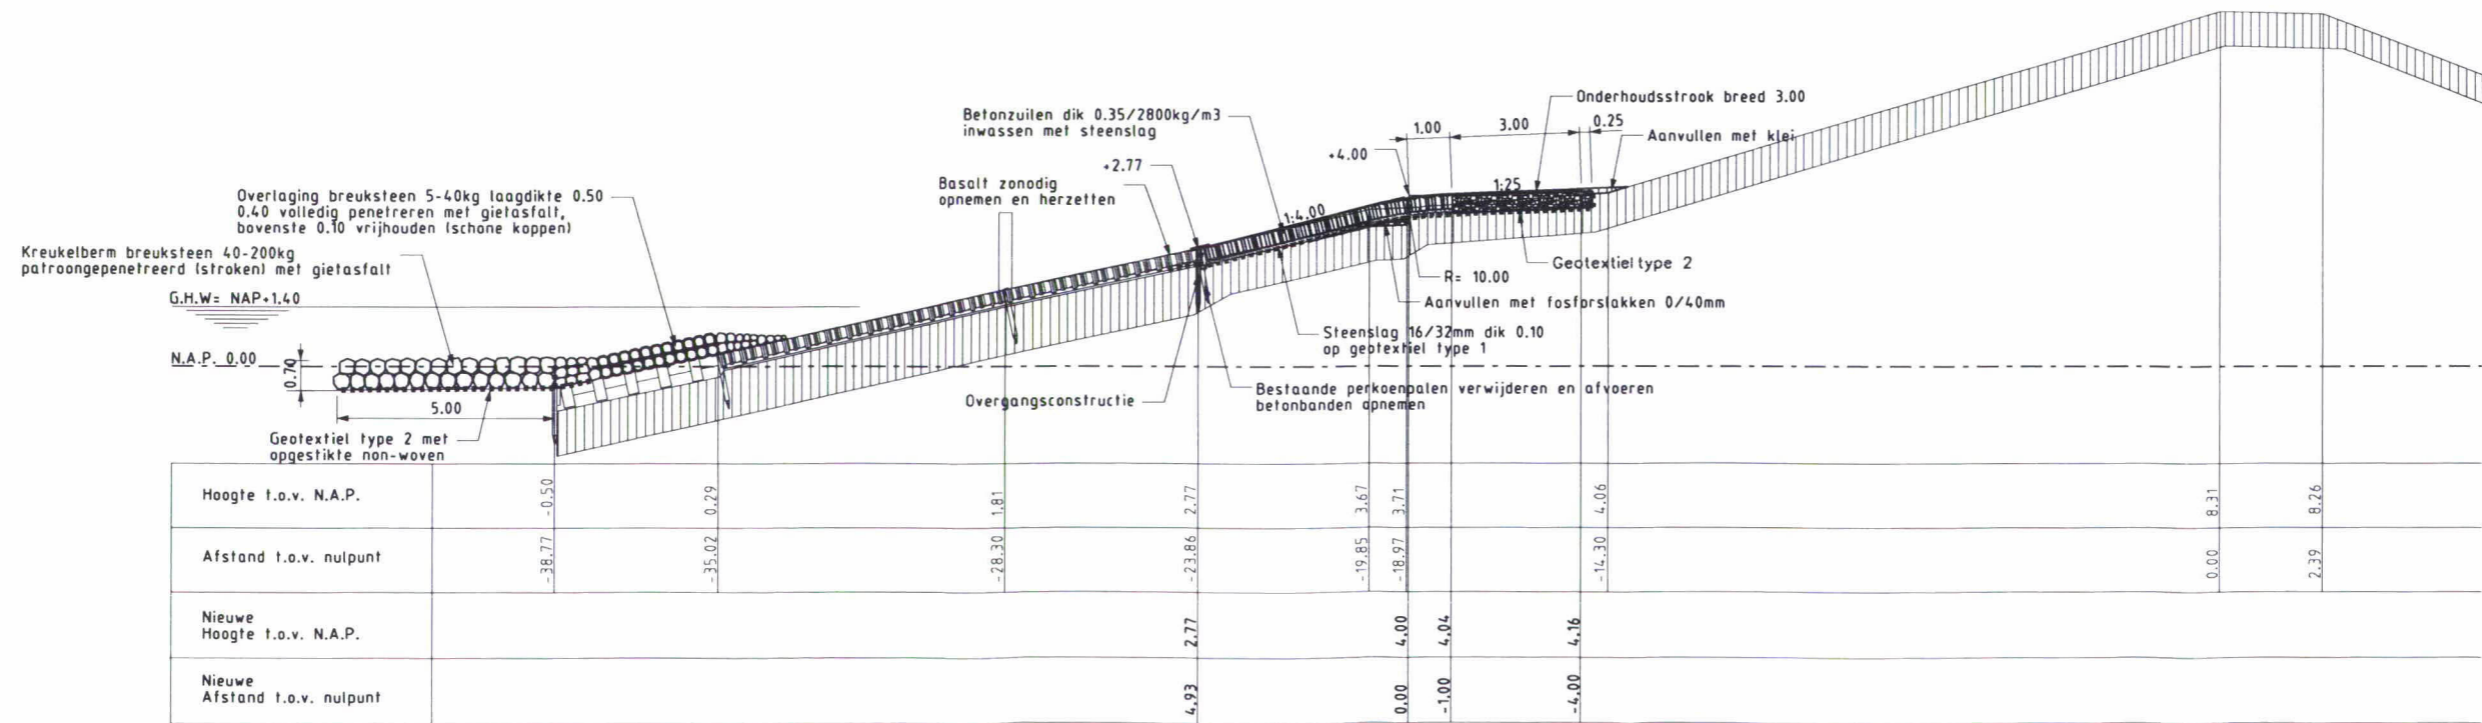 Onderhoudsstrook breed 3.00
Betonzuilen dik 0.35/2800kg/m3
inwassen met steenslag
1.00
3.00
0.25
Aanvullen met klei
+4.00
+2.77
Basalt zonodig
opnemen en herzetten
1:25
Overlaging breuksteen 5-40kg laagdikte 0.50
0.40 volledig penetreren met gietasfalt,
bovenste 0.10 vrijhouden (schone koppen)
1:4.00
Kreukelberm breuksteen 40-200kg
patroongepenetreerd (stroken) met gietasfalt
Geotextiel type 2
R= 10.00
G.H.W= NAP+1.40
Aanvullen met fosforslakken 0/40mm
Steenslag 16/32mm dik 0.10
op geotextiel type 1
N.A.P. 0.00
0.70
Bestaande perkoenpalen verwijderen en afvoeren
betonbanden opnemen
Overgangsconstructie
5.00
Geotextiel type 2 met
opgestikte non-woven
Hoogte t.o.v. N.A.P.
-0.50
0.29
1.81
2.77
3.67
3.71
4.06
8.31
8.26
Afstand t.o.v. nulpunt
-38.77
-35.02
-28.30
-23.86
-19.85
-18.97
-14.30
0.00
2.39
Nieuwe
Hoogte t.o.v. N.A.P.
2.77
4.00
4.04
4.16
Nieuwe
Afstand t.o.v. nulpunt
4.93
0.00
-1.00
-4.00